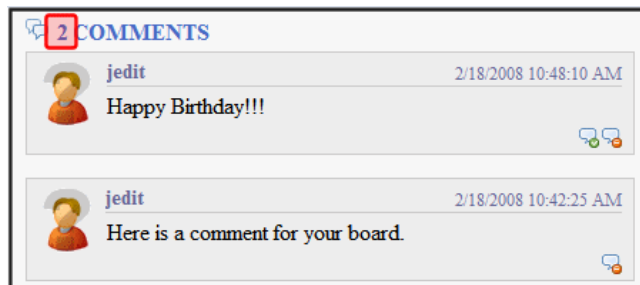 2 COMMENTS
jedit 2/18/2008 10:48:10 AM
Happy Birthday!!!
jedit 2/18/2008 10:42:25 AM
Here is a comment for your board.